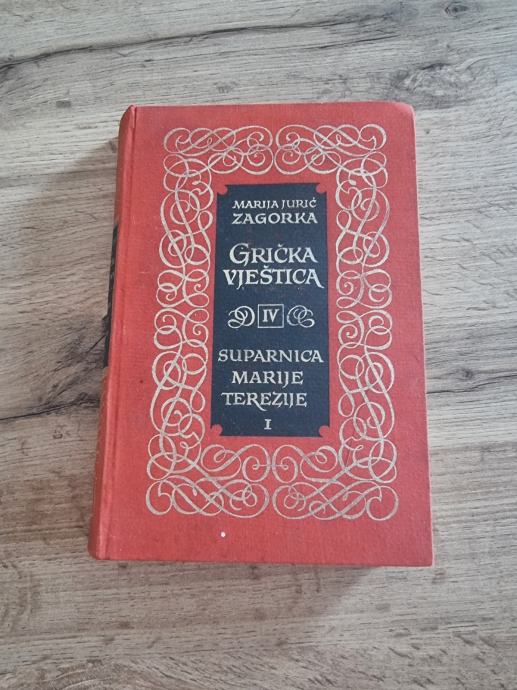 MARIJA JURIĆ
ZAGORKA
GRIČKA
VJEŠTICA
IV
SUPARNICA
MARIJE
TEREZIJE
I